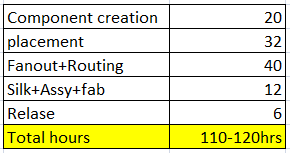 Component creation 20
placement 32
Fanout+Routing 40
Silk+Assy+fab 12
Relase 6
Total hours 110-120hrs